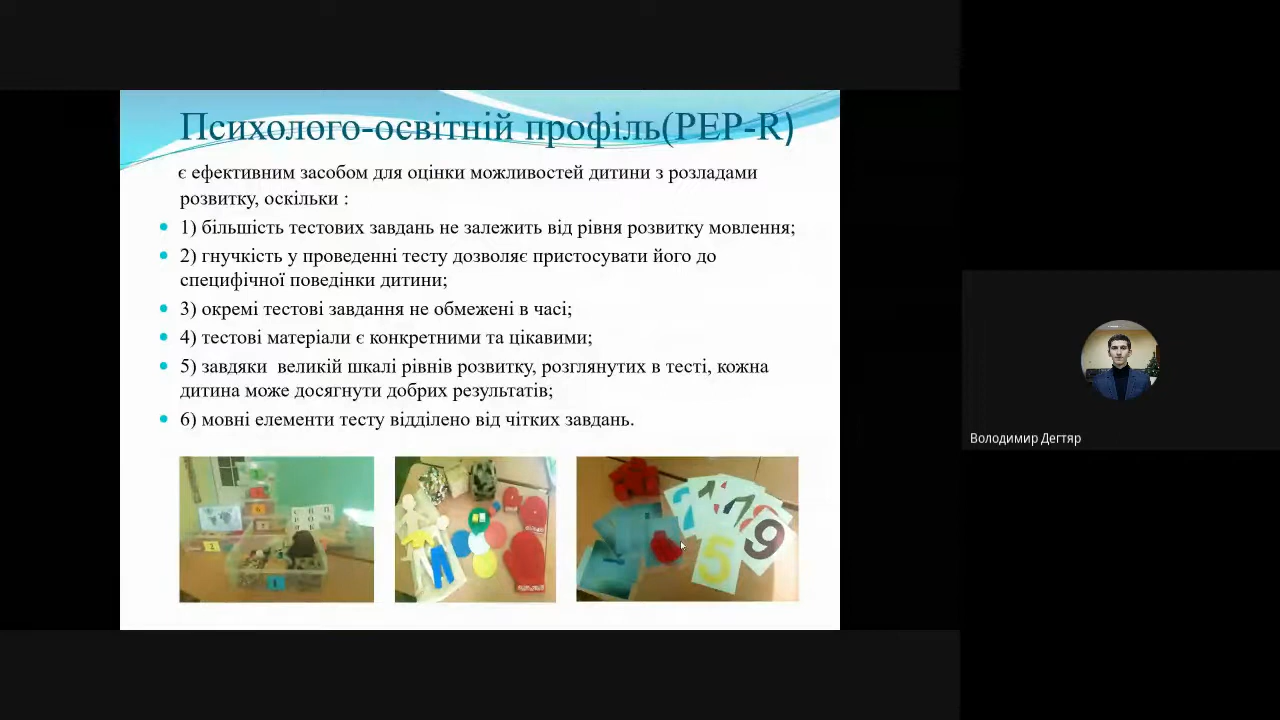 Психолого-освітній профіль(PEP-R)
є ефективним засобом для оцінки можливостей дитини з розладами
розвитку, оскільки :
1) більшість тестових завдань не залежить від рівня розвитку мовлення;
2) гнучкість у проведенні тесту дозволяє пристосувати його до
специфічної поведінки дитини;
3) окремі тестові завдання не обмежені в часі;
4) тестові матеріали є конкретними та цікавими;
5) завдяки  великій шкалі рівнів розвитку, розглянутих в тесті, кожна
дитина може досягнути добрих результатів;
6) мовні елементи тесту відділено від чітких завдань.
5
9
Володимир Дегтяр